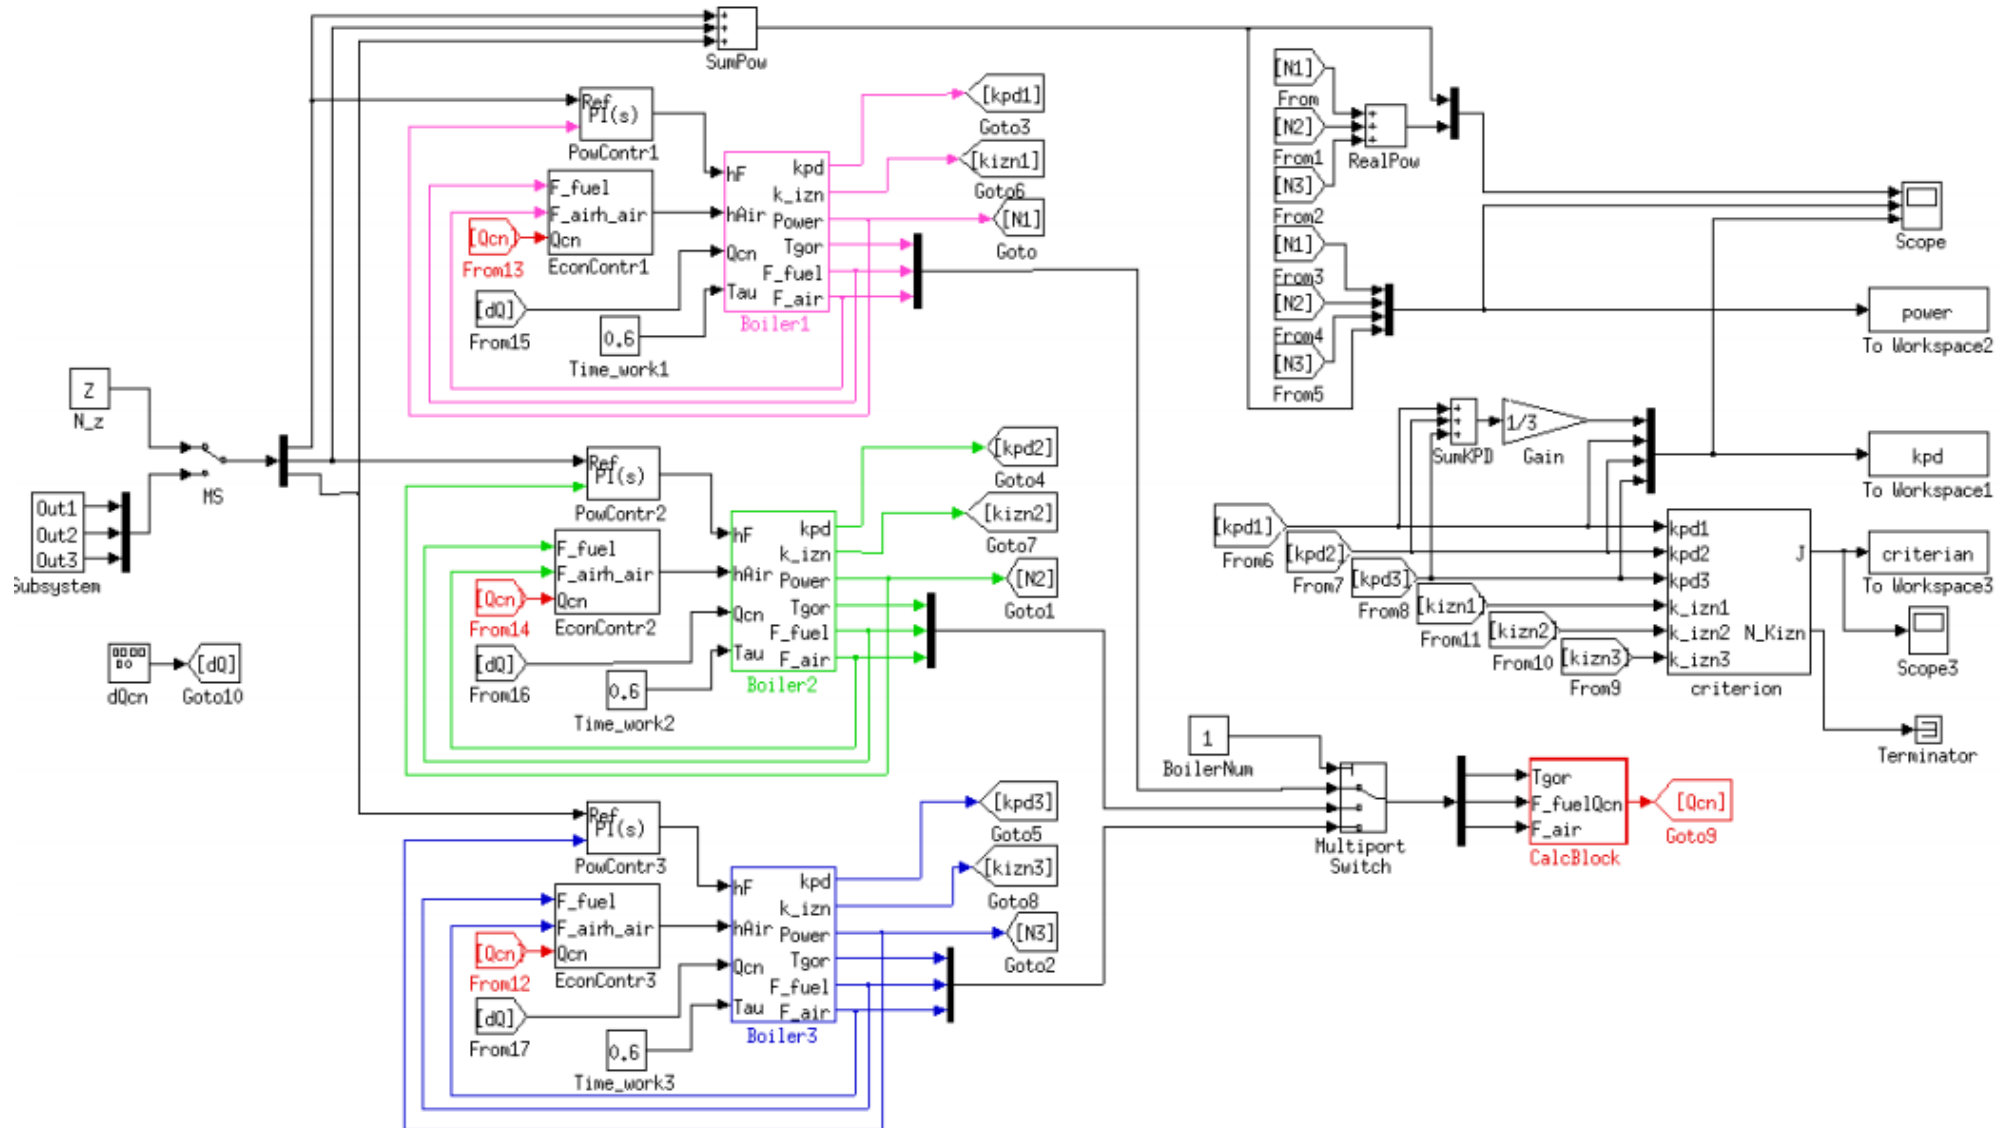 SumPow
Ref
PI(s)
PowContr1
F_fuel
F_airh_air
Qcn
EconContr1
[Qcn]
From13
[dQ]
From15
0.6
Time_work1
hF
hAir
Qcn
Tau
kpd
k_izn
Power
Tgor
F_fuel
F_air
Boiler1
[kpd1]
Goto3
[kizn1]
Goto6
[N1]
Goto
Z
N_z
MS
Out1
Out2
Out3
Subsystem
dQcn
[dQ]
Goto10
Ref
PI(s)
PowContr2
F_fuel
F_airh_air
Qcn
EconContr2
[Qcn]
From14
[dQ]
From16
0.6
Time_work2
hF
hAir
Qcn
Tau
kpd
k_izn
Power
Tgor
F_fuel
F_air
Boiler2
[kpd2]
Goto4
[kizn2]
Goto7
[N2]
Goto1
Ref
PI(s)
PowContr3
F_fuel
F_airh_air
Qcn
EconContr3
[Qcn]
From12
[dQ]
From17
0.6
Time_work3
hF
hAir
Qcn
Tau
kpd
k_izn
Power
Tgor
F_fuel
F_air
Boiler3
[kpd3]
Goto5
[kizn3]
Goto8
[N3]
Goto2
[N1]
From
[N2]
From1
[N3]
From2
RealPow
[N1]
From3
[N2]
From4
[N3]
From5
Scope
power
To Workspace2
SumKPD
1/3
Gain
kpd
To Workspace1
[kpd1]
From6
[kpd2]
From7
[kpd3]
From8
[kizn1]
From11
[kizn2]
From10
[kizn3]
From9
kpd1
kpd2
kpd3
k_izn1
k_izn2
k_izn3
J
N_Kizn
criterion
criterian
To Workspace3
Scope3
Terminator
1
BoilerNum
Multiport
Switch
Tgor
F_fuelQcn
F_air
CalcBlock
[Qcn]
Goto9